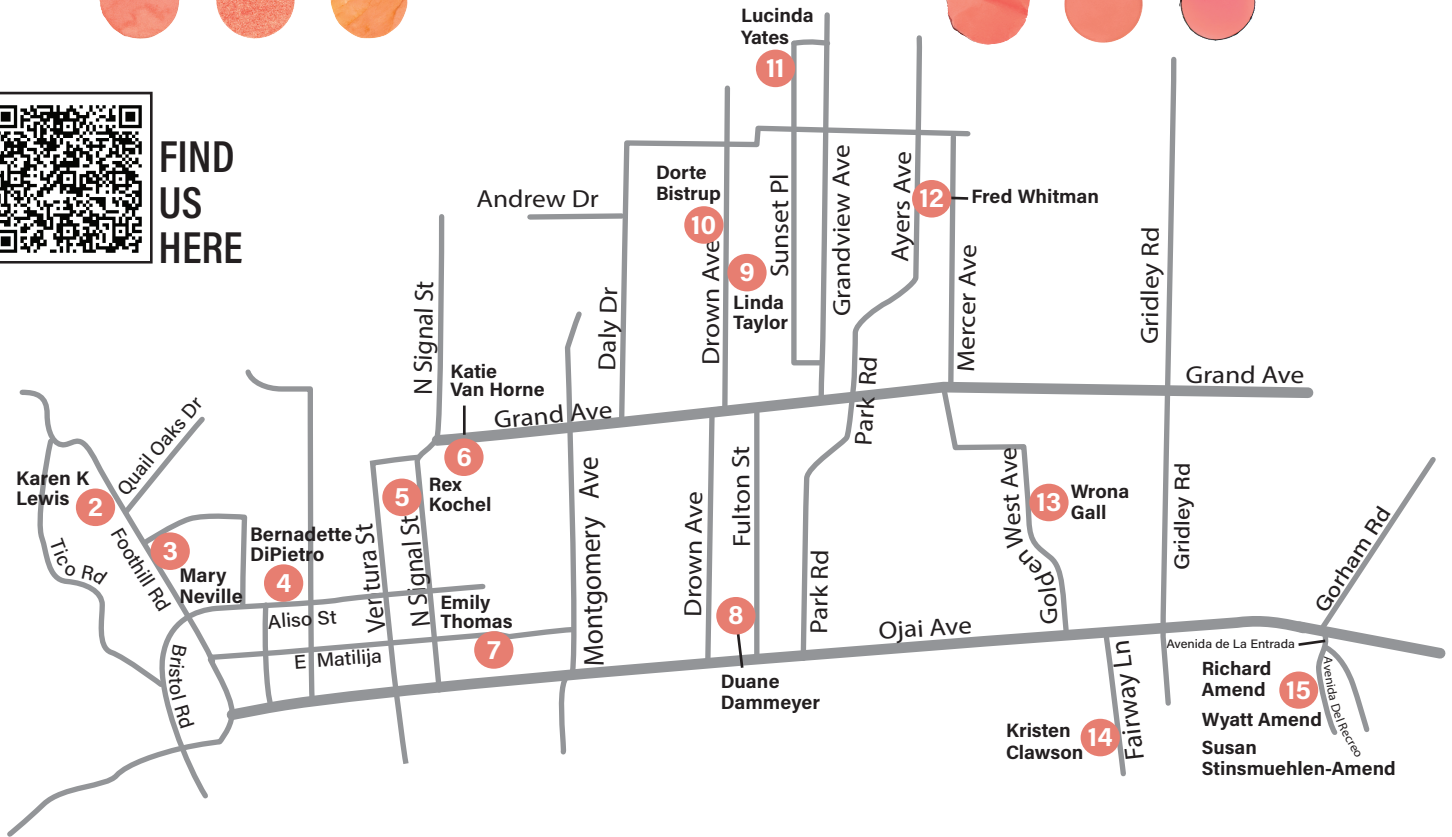 FIND
US
HERE
Lucinda
Yates
11
Dorte
Bistrup
10
9
Linda
Taylor
12
Fred Whitman
Andrew Dr
N Signal St
Daly Dr
Drown Ave
Sunset Pl
Grandview Ave
Ayers Ave
Mercer Ave
Gridley Rd
Katie
Van Horne
6
Grand Ave
Grand Ave
Park Rd
Quail Oaks Dr
Karen K
Lewis
2
Foothill Rd
Tico Rd
3
Mary
Neville
Bernadette
DiPietro
4
5
Rex
Kochel
Ventura St
N Signal St
Aliso St
E Matilija
Bristol Rd
Emily
Thomas
7
Montgomery Ave
Drown Ave
Fulton St
8
Duane
Dammeyer
Park Rd
Ojai Ave
Golden West Ave
13
Wrona
Gall
Gridley Rd
Gorham Rd
Fairway Ln
Kristen
Clawson
14
Avenida de La Entrada
Avenida Del Recreo
Richard
Amend
15
Wyatt Amend
Susan
Stinsmuehlen-Amend